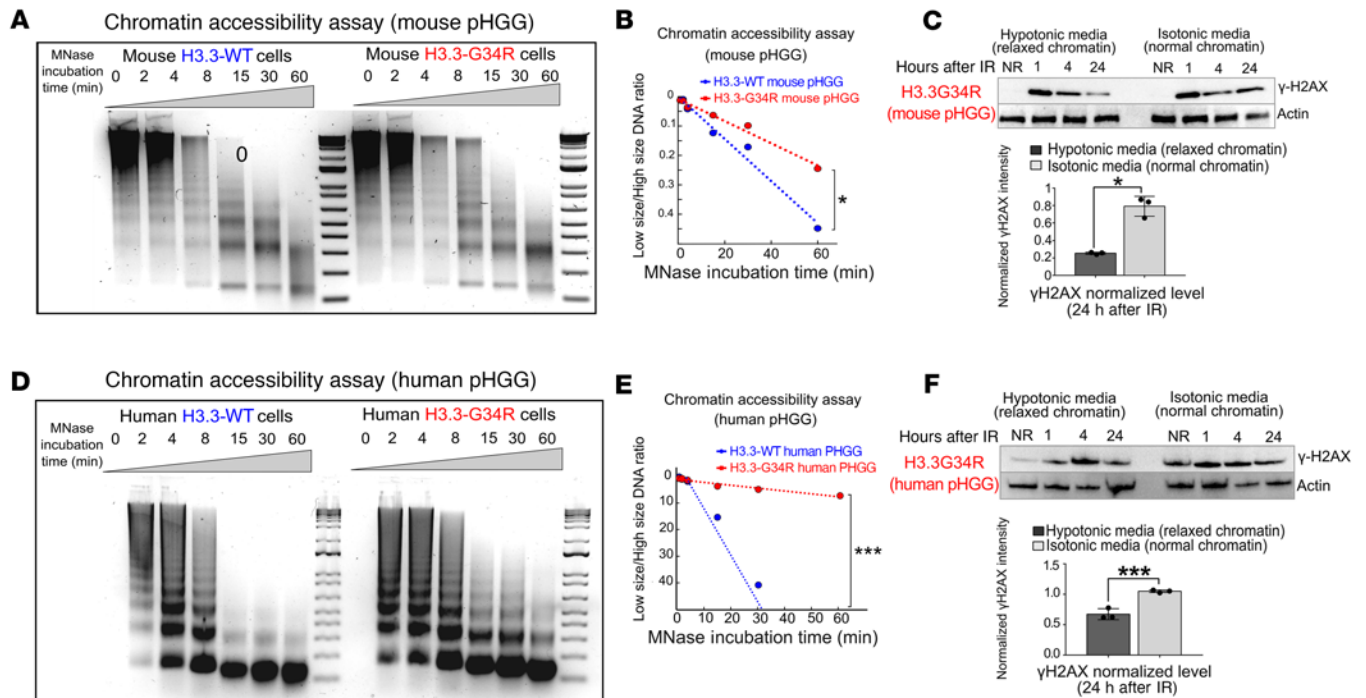 A
Chromatin accessibility assay (mouse pHGG)
MNase incubation time (min)
Mouse H3.3-WT cells
0 2 4 8 15 30 60
Mouse H3.3-G34R cells
0 2 4 8 15 30 60
0
B
Chromatin accessibility assay
(mouse pHGG)
H3.3-WT mouse pHGG
H3.3-G34R mouse pHGG
Low size/High size DNA ratio
0
0.1
0.2
0.3
0.4
*
0 10 20 30 40 50 60
MNase incubation time (min)
C
Hypotonic media
(relaxed chromatin)
Isotonic media
(normal chromatin)
Hours after IR
NR 1 4 24
NR 1 4 24
H3.3G34R
(mouse pHGG)
γ-H2AX
Actin
Hypotonic media (relaxed chromatin)
Isotonic media (normal chromatin)
Normalized γH2AX intensity
1
0.8
0.6
0.4
0.2
0
*
γH2AX normalized level
(24 h after IR)
D
Chromatin accessibility assay (human pHGG)
MNase
incubation
time (min)
Human H3.3-WT cells
0 2 4 8 15 30 60
Human H3.3-G34R cells
0 2 4 8 15 30 60
E
Chromatin accessibility assay
(human pHGG)
H3.3-WT human PHGG
H3.3-G34R human PHGG
Low size/High size DNA ratio
0
10
20
30
40
***
0 10 20 30 40 50 60
MNase incubation time (min)
F
Hypotonic media
(relaxed chromatin)
Isotonic media
(normal chromatin)
Hours after IR
NR 1 4 24
NR 1 4 24
H3.3G34R
(human pHGG)
γ-H2AX
Actin
Hypotonic media (relaxed chromatin)
Isotonic media (normal chromatin)
Normalized γH2AX intensity
1.0
0.5
0.0
***
γH2AX normalized level
(24 h after IR)